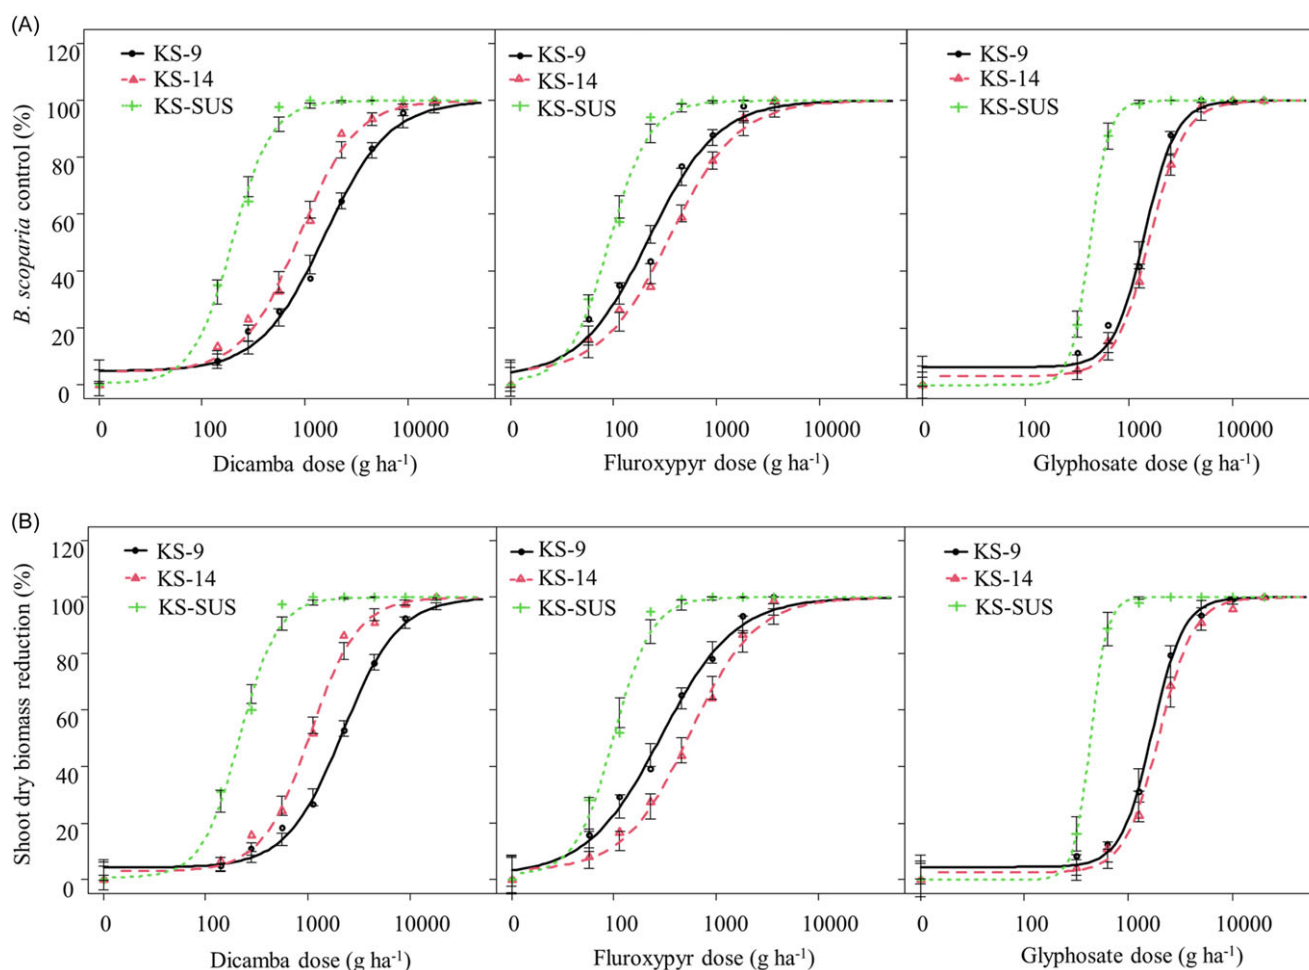 (A)
B. scoparia control (%)
120
100
80
60
40
20
0
KS-9
KS-14
KS-SUS
KS-9
KS-14
KS-SUS
KS-9
KS-14
KS-SUS
0 100 1000 10000
0 100 1000 10000
0 100 1000 10000
Dicamba dose (g ha⁻¹)
Fluroxypyr dose (g ha⁻¹)
Glyphosate dose (g ha⁻¹)
(B)
Shoot dry biomass reduction (%)
120
100
80
60
40
20
0
KS-9
KS-14
KS-SUS
KS-9
KS-14
KS-SUS
KS-9
KS-14
KS-SUS
0 100 1000 10000
0 100 1000 10000
0 100 1000 10000
Dicamba dose (g ha⁻¹)
Fluroxypyr dose (g ha⁻¹)
Glyphosate dose (g ha⁻¹)